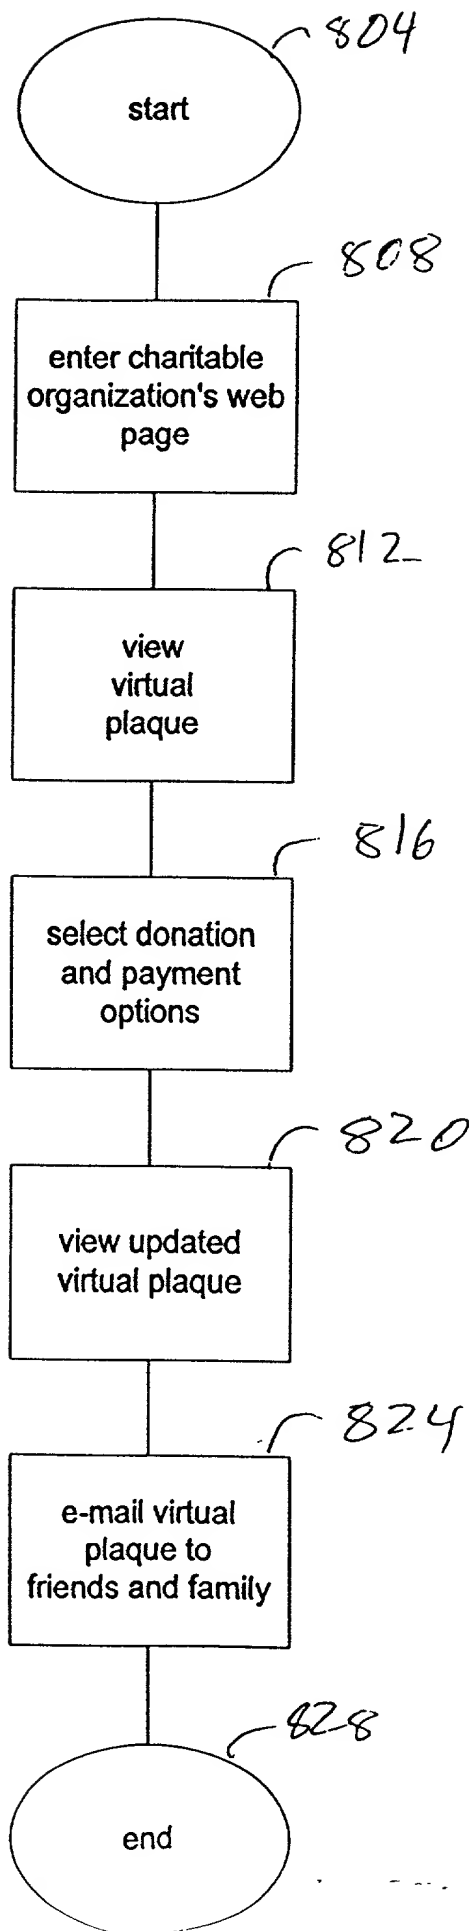 804
start
808
enter charitable
organization's web
page
812
view
virtual
plaque
816
select donation
and payment
options
820
view updated
virtual plaque
824
e-mail virtual
plaque to
friends and family
828
end